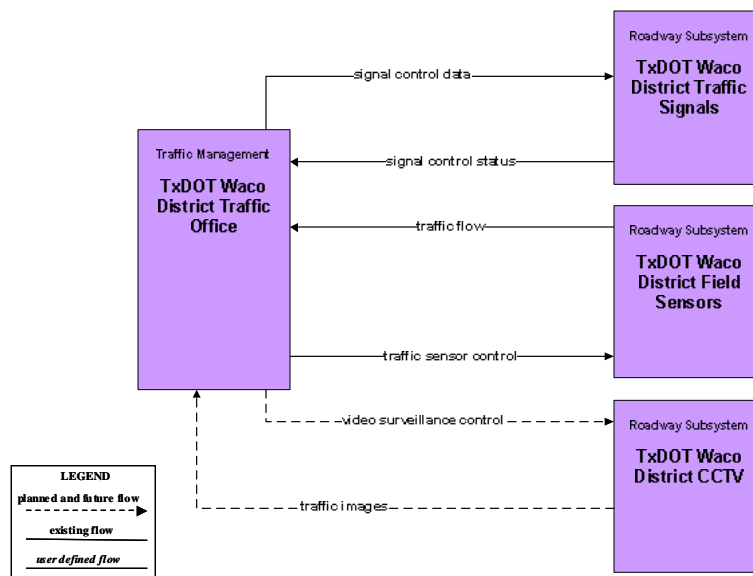 Roadway Subsystem
TxDOT Waco
District Traffic
Signals
signal control data
Traffic Management
TxDOT Waco
District Traffic
Office
signal control status
traffic flow
Roadway Subsystem
TxDOT Waco
District Field
Sensors
traffic sensor control
video surveillance control
Roadway Subsystem
TxDOT Waco
District CCTV
traffic images
LEGEND
planned and future flow
existing flow
user defined flow